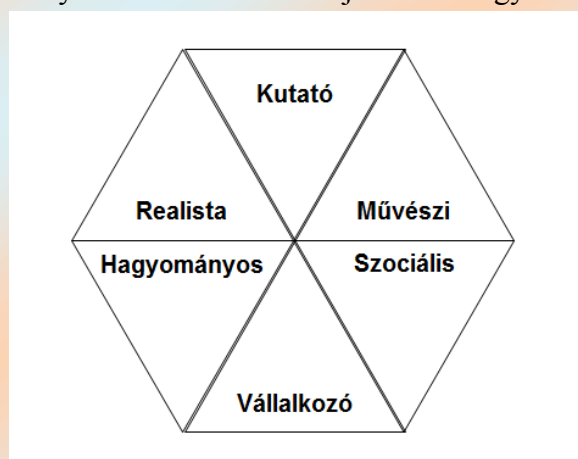 Kutató
Realista
Művészi
Hagyományos
Szociális
Vállalkozó